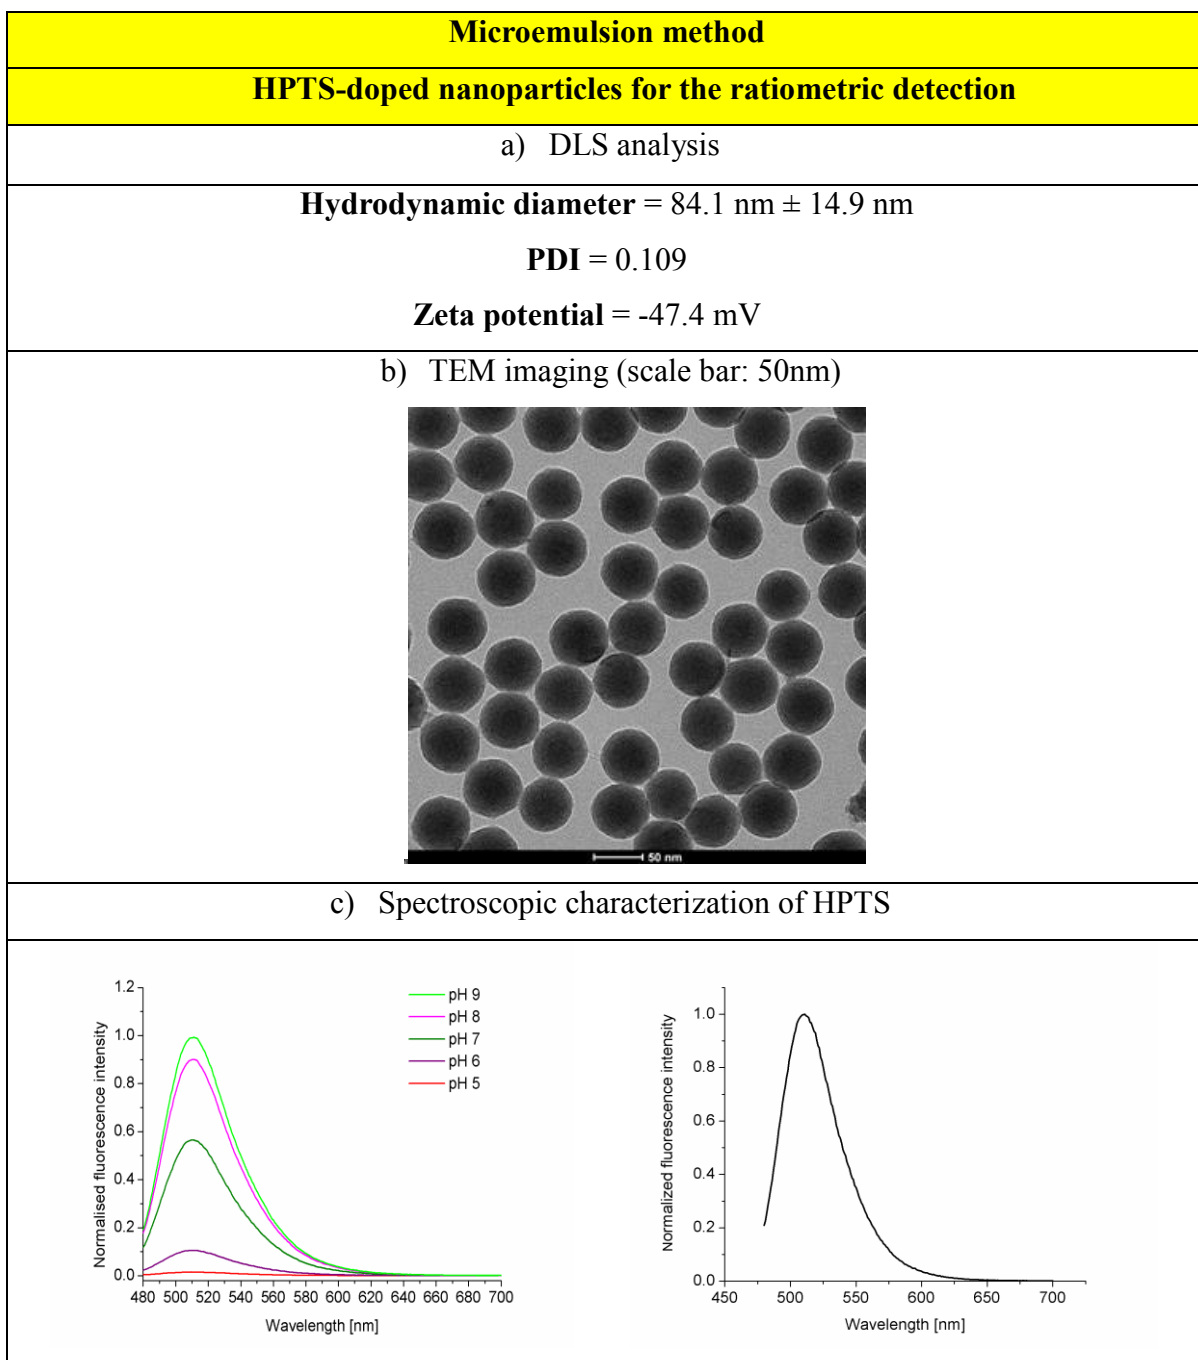 Microemulsion method
HPTS-doped nanoparticles for the ratiometric detection
a) DLS analysis
Hydrodynamic diameter = 84.1 nm ± 14.9 nm
PDI = 0.109
Zeta potential = -47.4 mV
b) TEM imaging (scale bar: 50nm)
50 nm
c) Spectroscopic characterization of HPTS
Normalised fluorescence intensity
1.2
1.0
0.8
0.6
0.4
0.2
0.0
pH 9
pH 8
pH 7
pH 6
pH 5
480 500 520 540 560 580 600 620 640 660 680 700
Wavelength [nm]
Normalized fluorescence intensity
1.0
0.8
0.6
0.4
0.2
0.0
450 500 550 600 650 700
Wavelength [nm]